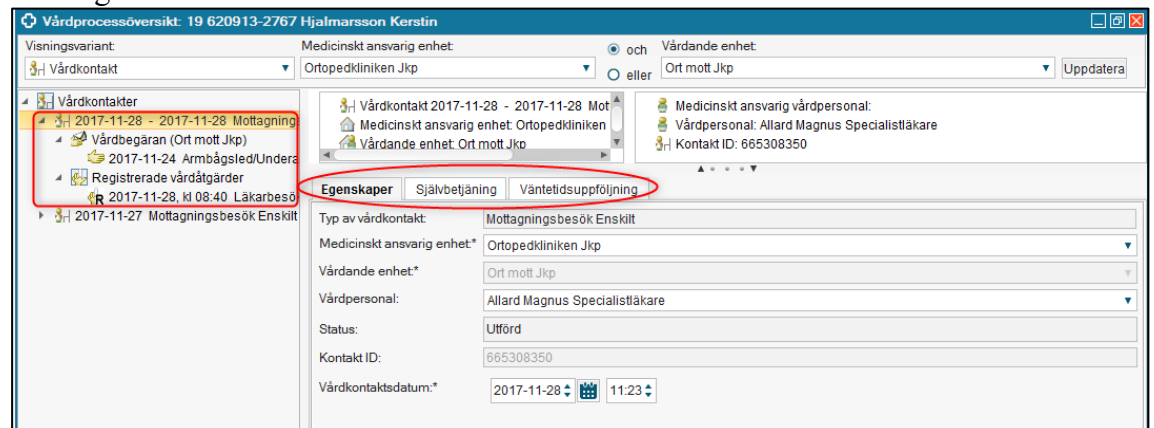 Vårdprocessöversikt: 19 620913-2767 Hjalmarsson Kerstin
Visningsvariant:
Medicinskt ansvarig enhet:
och
Vårdande enhet:
Vårdkontakt
Ortopedkliniken Jkp
eller
Ort mott Jkp
Uppdatera
Vårdkontakter
2017-11-28 - 2017-11-28 Mottagning
Vårdbegäran (Ort mott Jkp)
2017-11-24 Armbågsled/Undera
Registrerade vårdåtgärder
R 2017-11-28, kl 08:40 Läkarbesö
2017-11-27 Mottagningsbesök Enskilt
Vårdkontakt 2017-11-28 - 2017-11-28 Mot
Medicinskt ansvarig enhet: Ortopedkliniken
Vårdande enhet: Ort mott Jkp
Medicinskt ansvarig vårdpersonal:
Vårdpersonal: Allard Magnus Specialistläkare
Kontakt ID: 665308350
Egenskaper Självbetjäning Väntetidsuppföljning
Typ av vårdkontakt: Mottagningsbesök Enskilt
Medicinskt ansvarig enhet:* Ortopedkliniken Jkp
Vårdande enhet:* Ort mott Jkp
Vårdpersonal: Allard Magnus Specialistläkare
Status: Utförd
Kontakt ID: 665308350
Vårdkontaktsdatum:* 2017-11-28 11:23